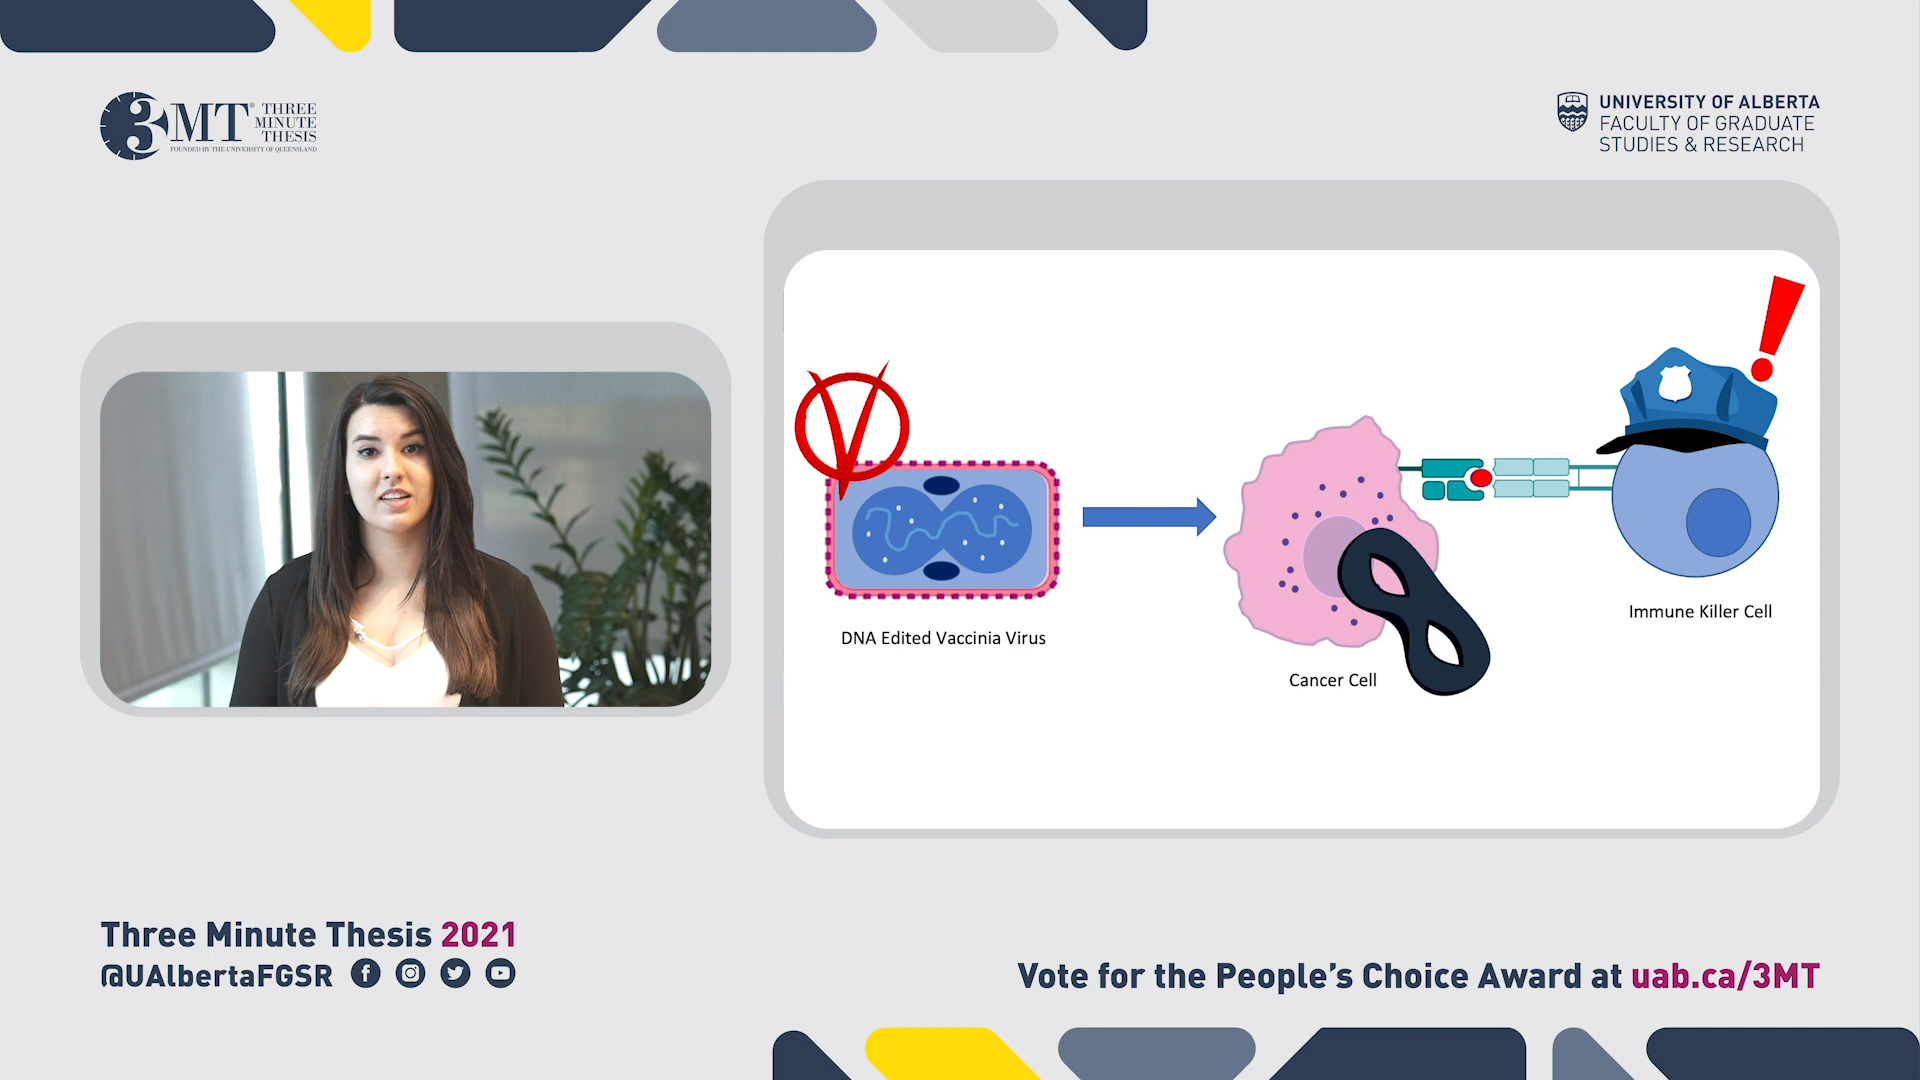 3MT® THREE
MINUTE
THESIS
FOUNDED BY THE UNIVERSITY OF QUEENSLAND
UNIVERSITY OF ALBERTA
FACULTY OF GRADUATE
STUDIES & RESEARCH
V
DNA Edited Vaccinia Virus
Cancer Cell
Immune Killer Cell
Three Minute Thesis 2021
@UAlbertaFGSR
Vote for the People’s Choice Award at uab.ca/3MT